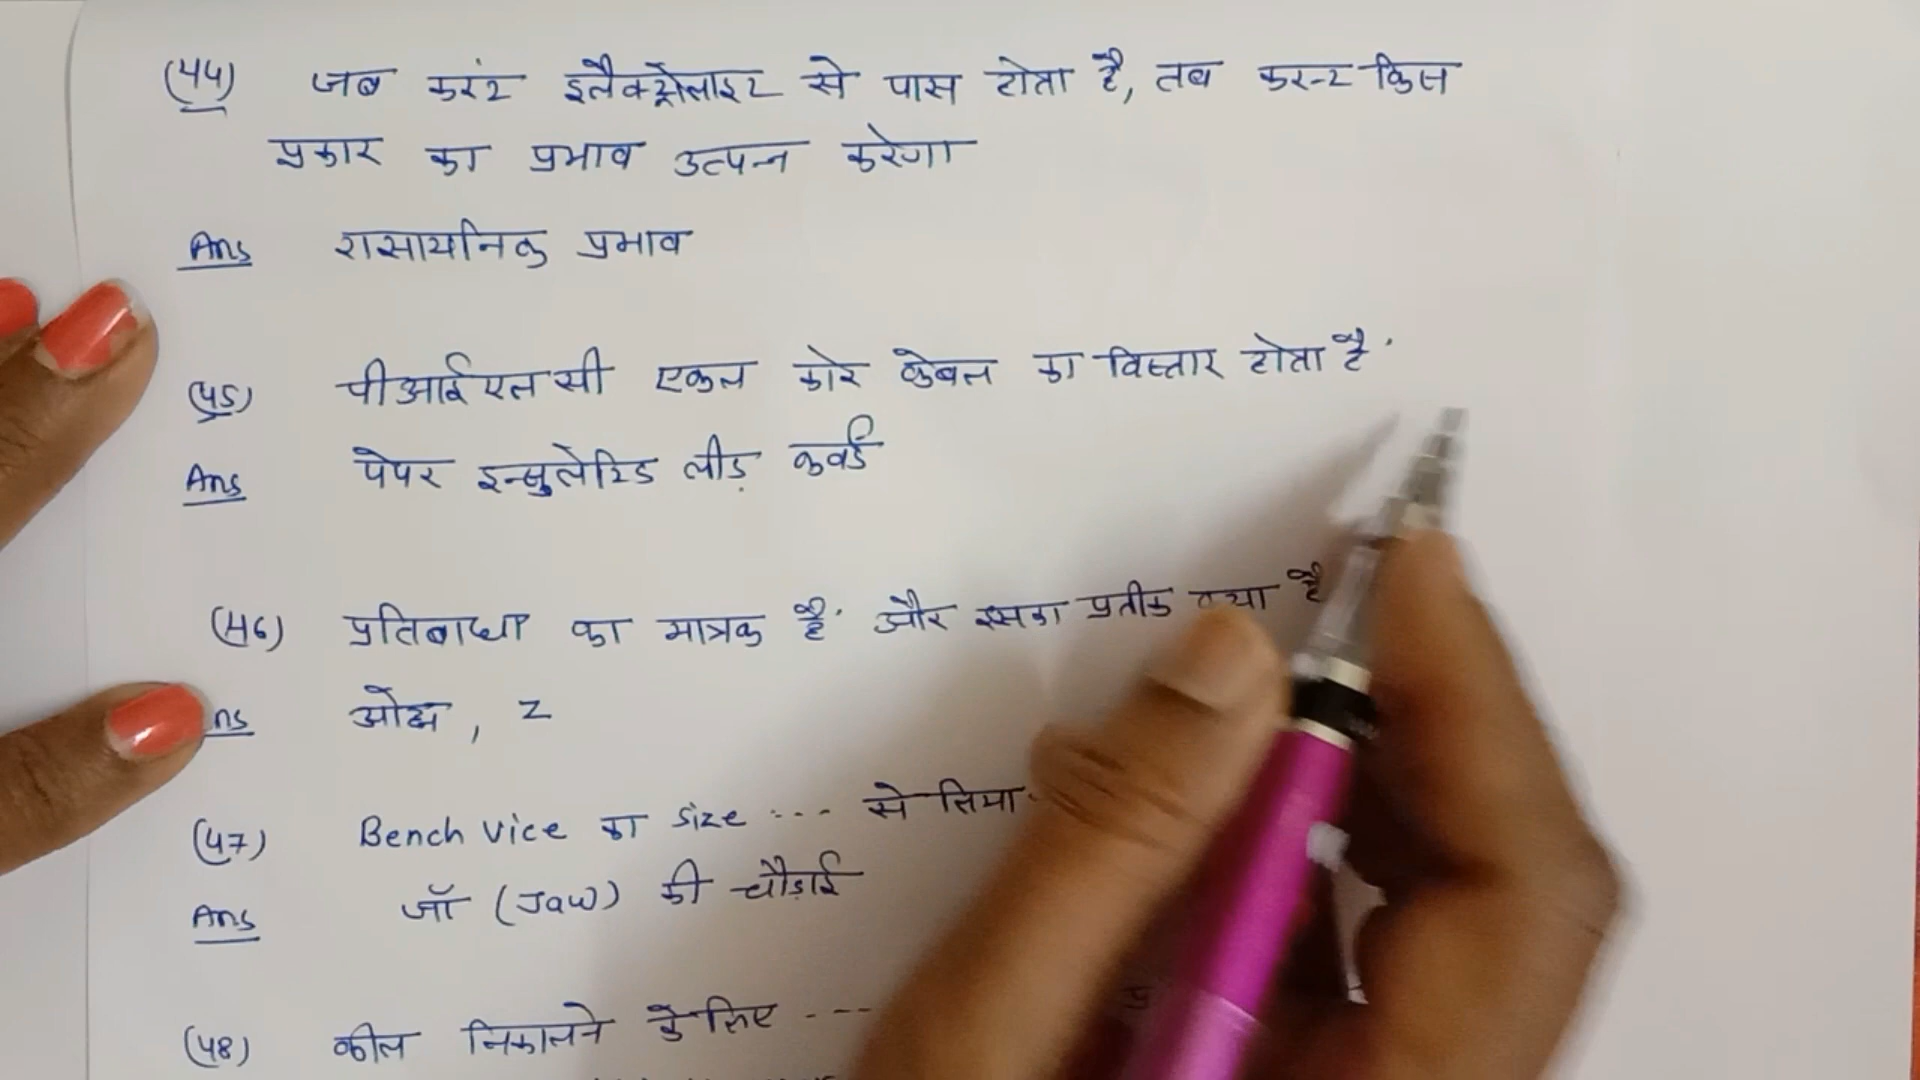 (44) जब करंट इलैक्ट्रोलाइट से पास होता है, तब करन्ट किस
प्रकार का प्रभाव उत्पन्न करेगा
Ans रासायनिक प्रभाव
(45) पीआईएलसी एकल कोर केबल का विस्तार होता है.
Ans पेपर इन्सुलेटिड लीड़ कवर्ड
(46) प्रतिबाधा का मात्रक है. और इसका प्रतीक क्या है
ns ओह्म, Z
(47) Bench vice का size .... से लिया
Ans जॉ (Jaw) की चौड़ाई
(48) कील निकालने के लिए ----